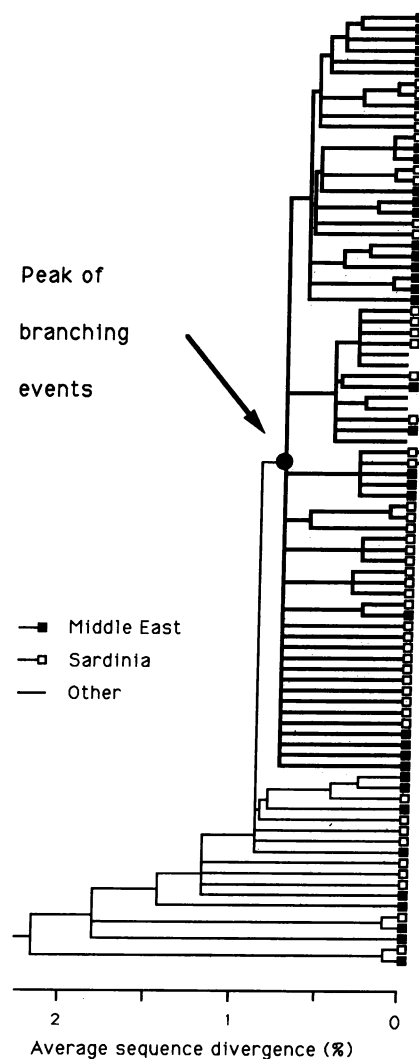 Peak of
branching
events
Middle East
Sardinia
Other
2 1 0
Average sequence divergence (%)